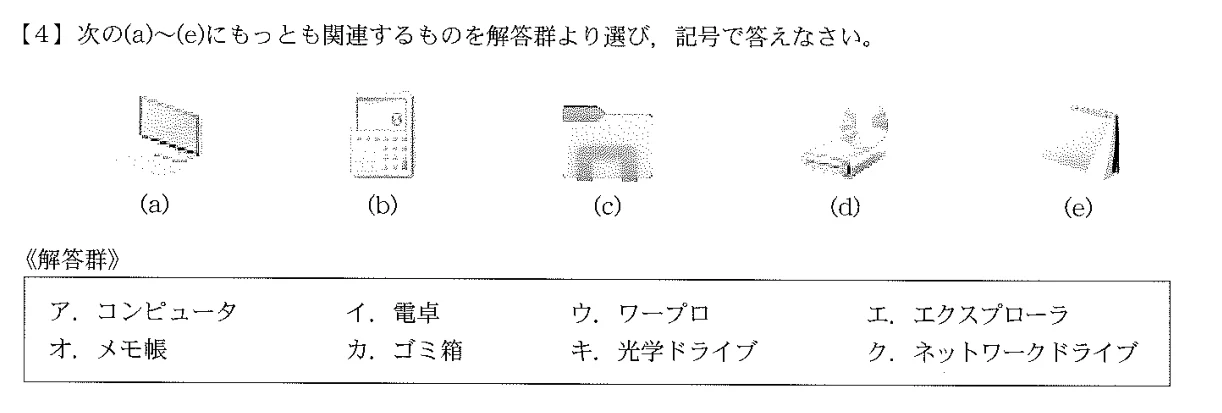 【4】次の(a)～(e)にもっとも関連するものを解答群より選び，記号で答えなさい。
(a) (b) (c) (d) (e)
《解答群》
ア．コンピュータ イ．電卓 ウ．ワープロ エ．エクスプローラ
オ．メモ帳 カ．ゴミ箱 キ．光学ドライブ ク．ネットワークドライブ